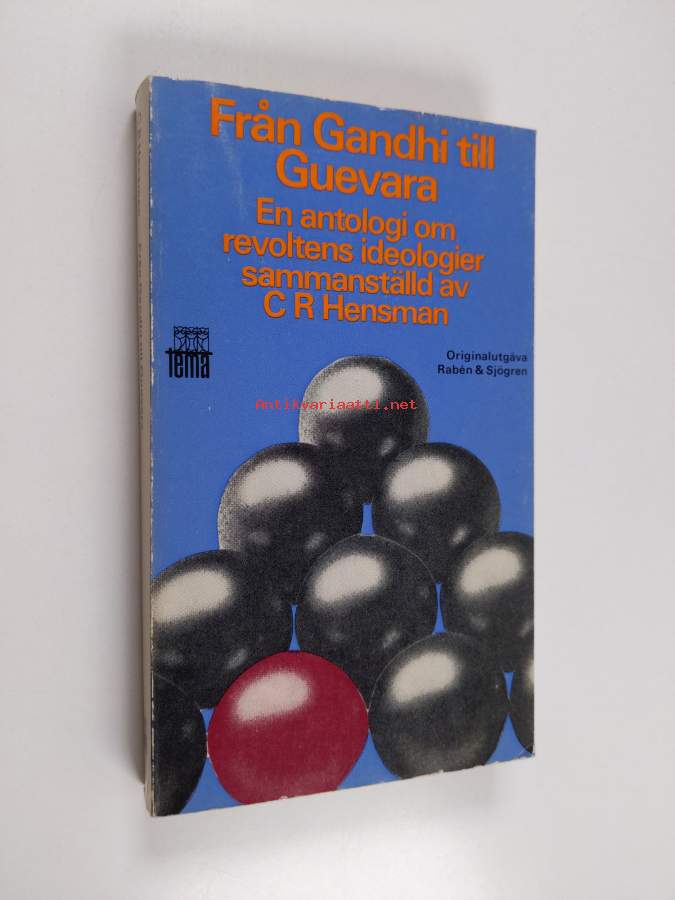 Från Gandhi till
Guevara
En antologi om
revoltens ideologier
sammanställd av
C R Hensman
tema
Originalutgåva
Rabén & Sjögren
Antikvariaatti.net